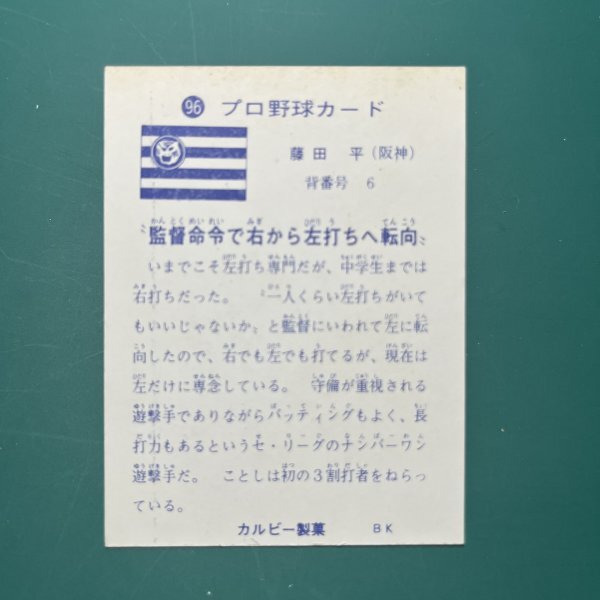 96 プロ野球カード
藤田 平(阪神)
背番号 6
〝監督命令で右から左打ちへ転向〟
いまでこそ左打ち専門だが、中学生までは
右打ちだった。 〝一人くらい左打ちがいて
もいいじゃないか〟と監督にいわれて左に転
向したので、右でも左でも打てるが、現在は
左だけに専念している。 守備が重視される
遊撃手でありながらバッティングもよく、長
打力もあるというセ・リーグのナンバーワン
遊撃手だ。 ことしは初の3割打者をねらっ
ている。
カルビー製菓 BK